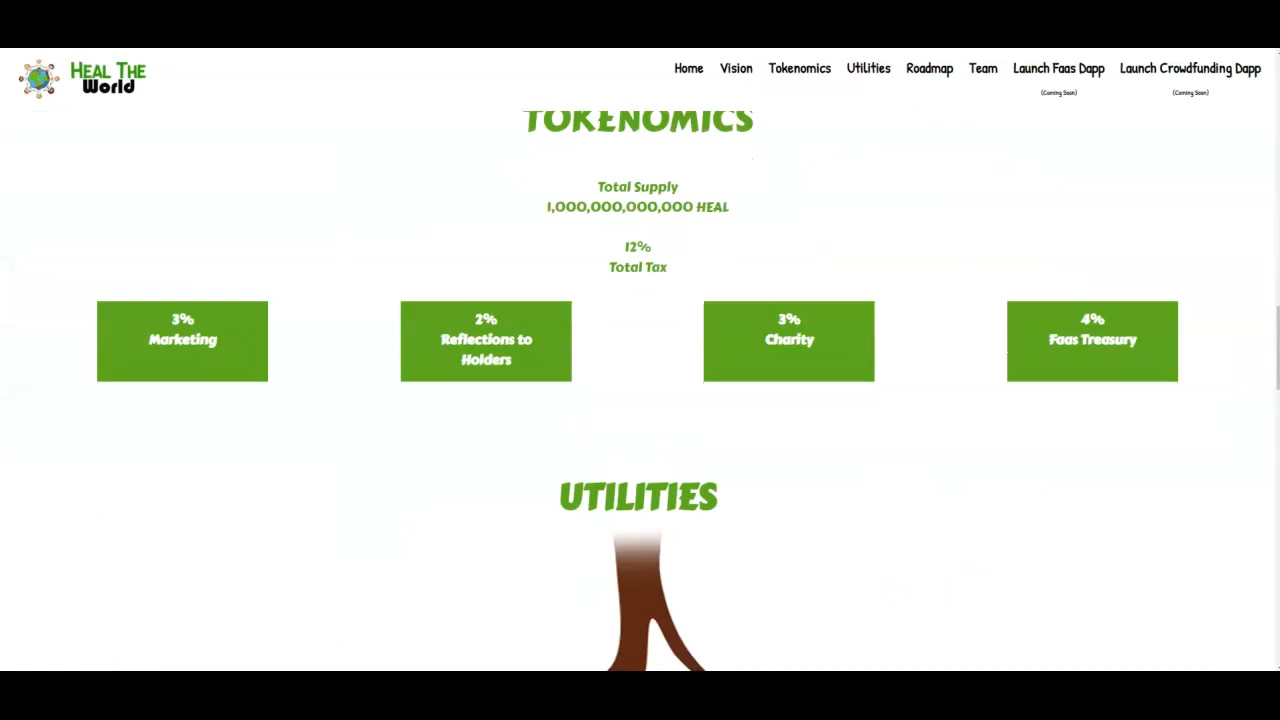 HEAL THE
World
Home Vision Tokenomics Utilities Roadmap Team Launch Faas Dapp Launch Crowdfunding Dapp
(Coming Soon) (Coming Soon)
TOKENOMICS
Total Supply
1,000,000,000,000 HEAL
12%
Total Tax
3%
Marketing
2%
Reflections to
Holders
3%
Charity
4%
Faas Treasury
UTILITIES